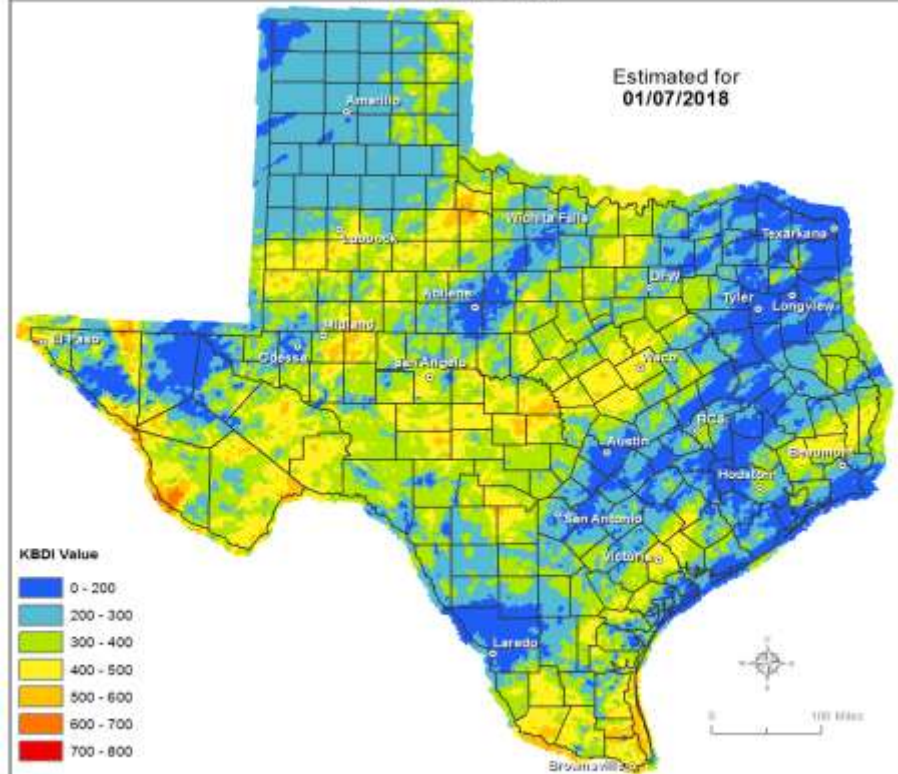 Estimated for
01/07/2018
Amarillo
Wichita Falls
Lubbock
Texarkana
DFW
Abilene
Tyler
Longview
El Paso
Midland
Odessa
San Angelo
Waco
BCS
Austin
Beaumont
Houston
San Antonio
Victoria
KBDI Value
0 - 200
200 - 300
300 - 400
400 - 500
500 - 600
600 - 700
700 - 800
Laredo
0 100 Miles
Brownsville